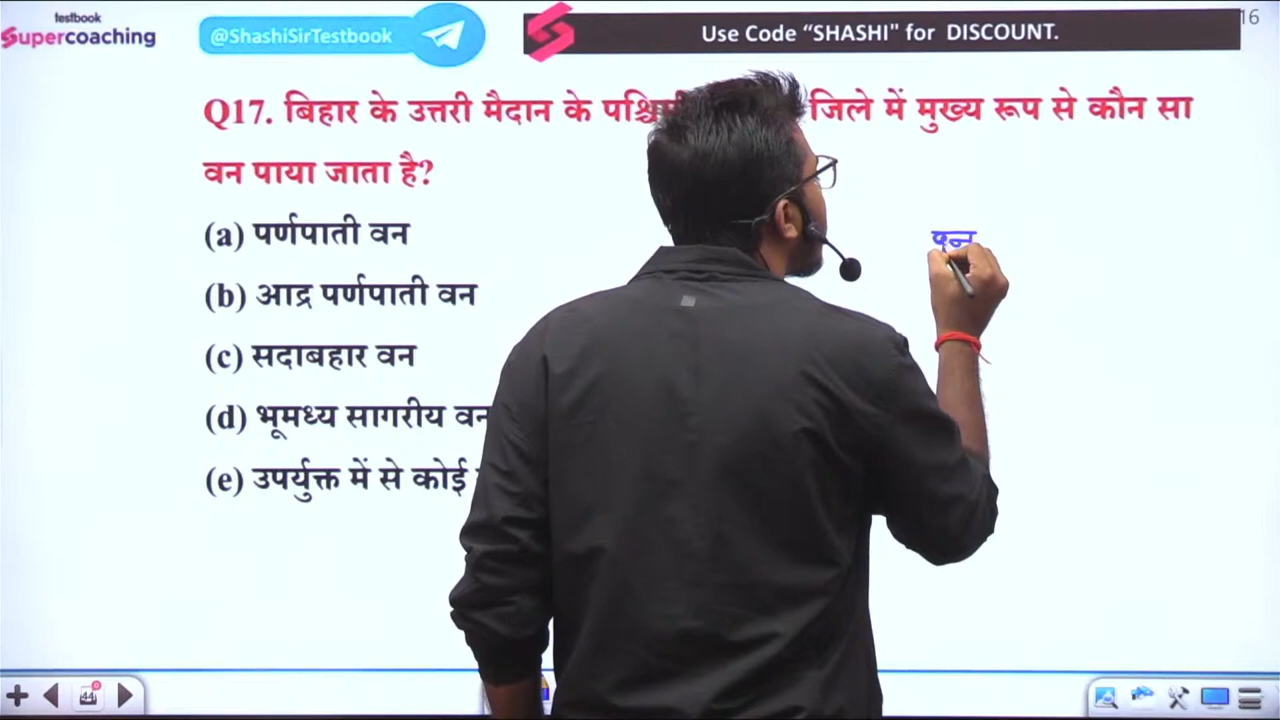 testbook
Supercoaching
@ShashiSirTestbook
Use Code “SHASHI" for DISCOUNT.
16
Q17. बिहार के उत्तरी मैदान के जिले में मुख्य रूप से कौन सा
वन पाया जाता है?
(a) पर्णपाती वन
(b) आद्र पर्णपाती वन
(c) सदाबहार वन
(d) भूमध्य सागरीय वन
(e) उपर्युक्त में से कोई
44